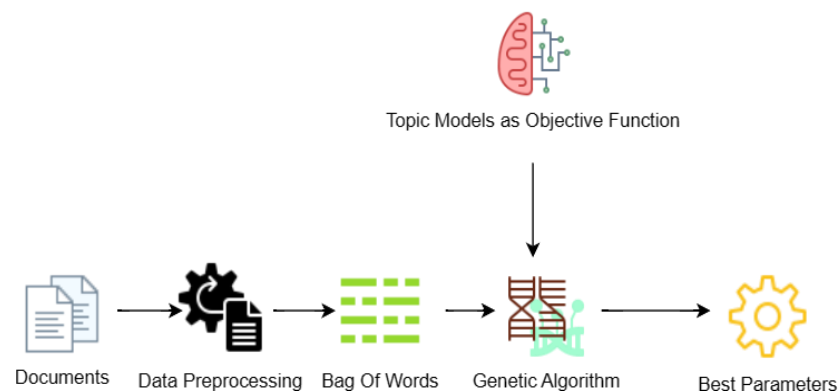 Topic Models as Objective Function
Documents
Data Preprocessing
Bag Of Words
Genetic Algorithm
Best Parameters